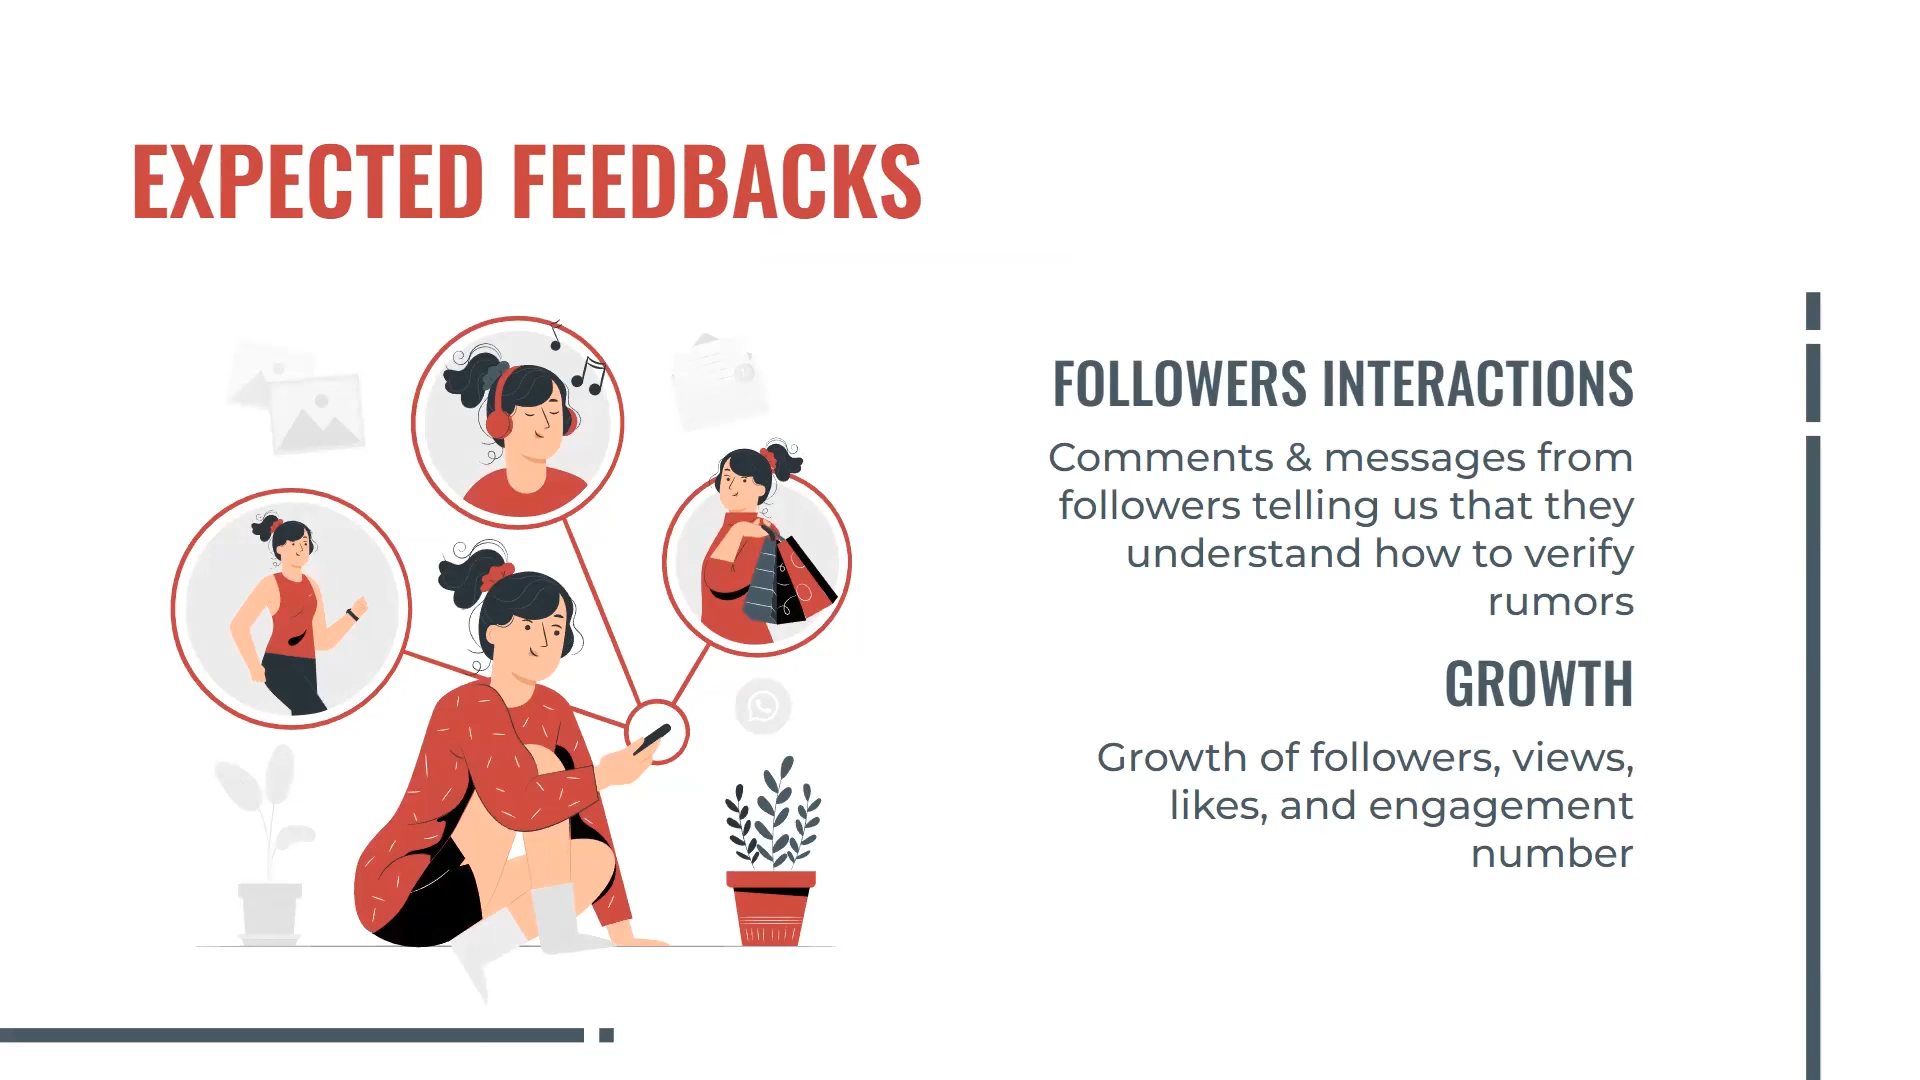 EXPECTED FEEDBACKS
FOLLOWERS INTERACTIONS
Comments & messages from
followers telling us that they
understand how to verify
rumors
GROWTH
Growth of followers, views,
likes, and engagement
number